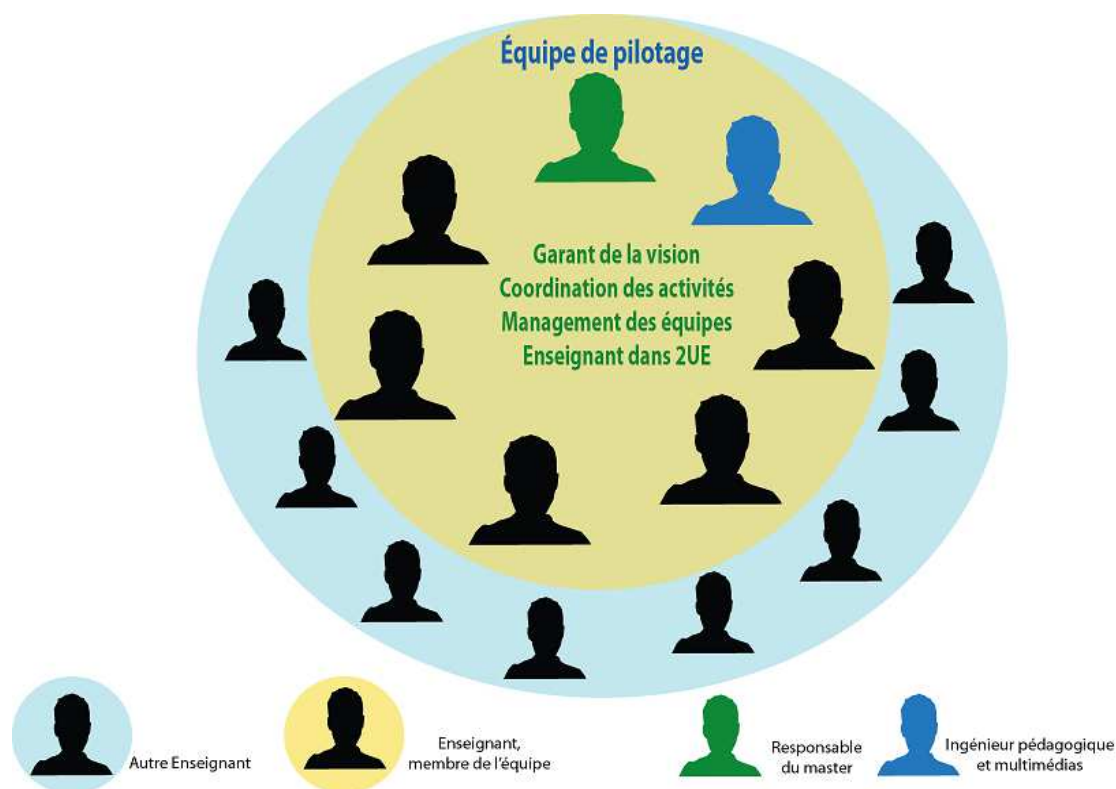 Équipe de pilotage
Garant de la vision
Coordination des activités
Management des équipes
Enseignant dans 2UE
Autre Enseignant
Enseignant,
membre de l'équipe
Responsable
du master
Ingénieur pédagogique
et multimédias